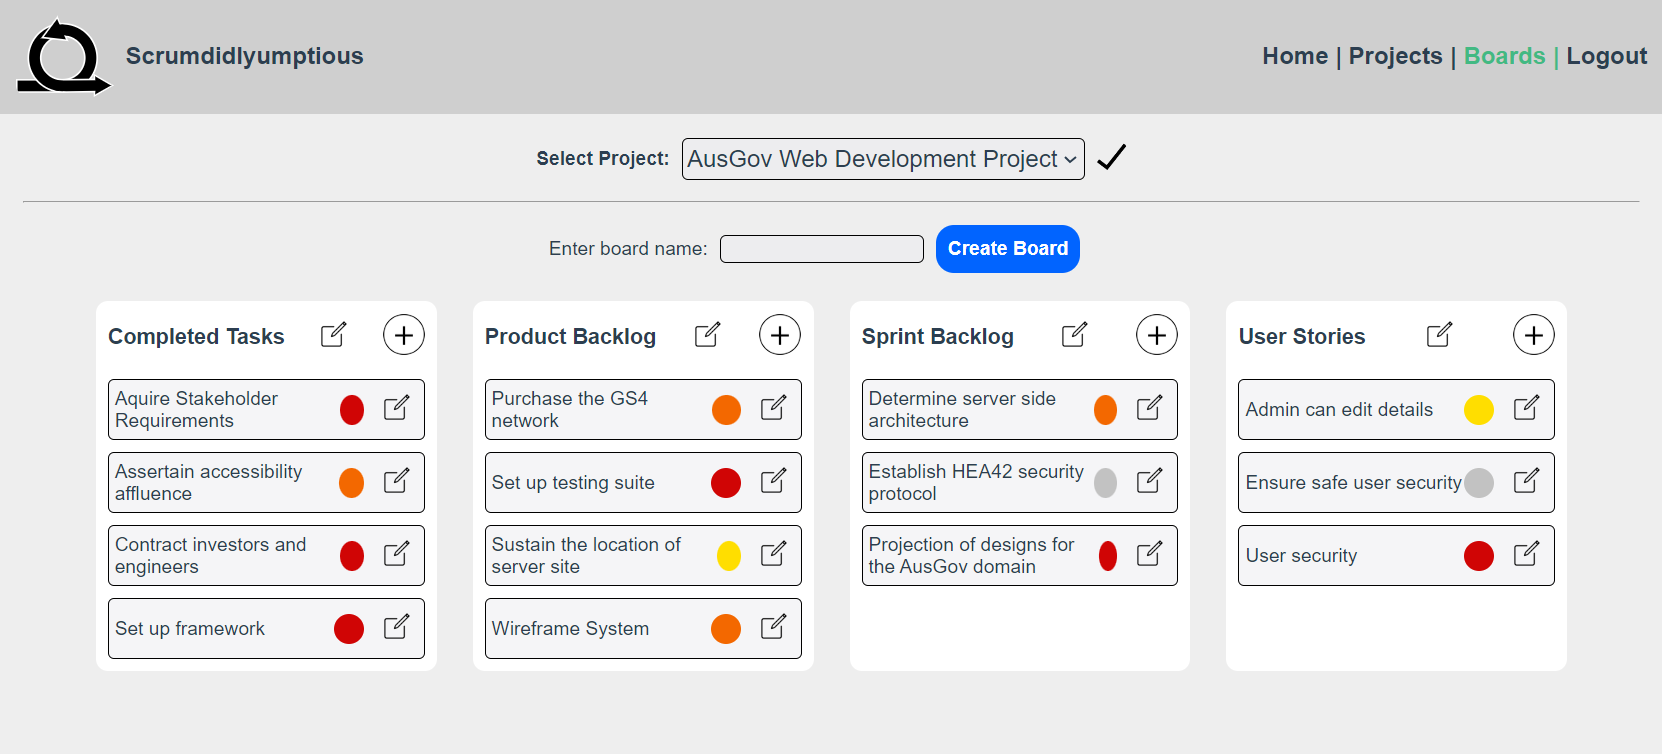 Scrumdidlyumptious
Home | Projects | Boards | Logout
Select Project: AusGov Web Development Project
Enter board name: Create Board
Completed Tasks
Aquire Stakeholder
Requirements
Assertain accessibility
affluence
Contract investors and
engineers
Set up framework
Product Backlog
Purchase the GS4
network
Set up testing suite
Sustain the location of
server site
Wireframe System
Sprint Backlog
Determine server side
architecture
Establish HEA42 security
protocol
Projection of designs for
the AusGov domain
User Stories
Admin can edit details
Ensure safe user security
User security